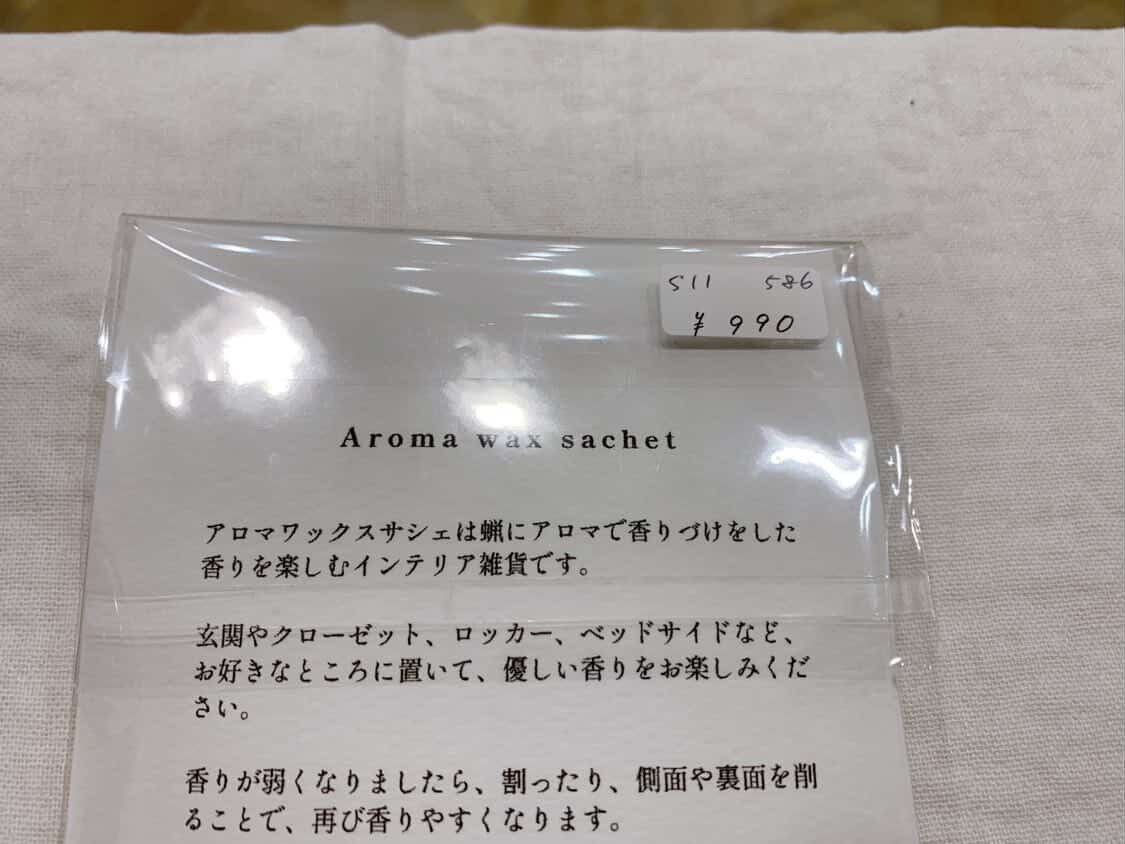 S11 586
¥ 990
Aroma wax sachet
アロマワックスサシェは蝋にアロマで香りづけをした
香りを楽しむインテリア雑貨です。
玄関やクローゼット、ロッカー、ベッドサイドなど、
お好きなところに置いて、優しい香りをお楽しみくだ
さい。
香りが弱くなりましたら、割ったり、側面や裏面を削
ることで、再び香りやすくなります。